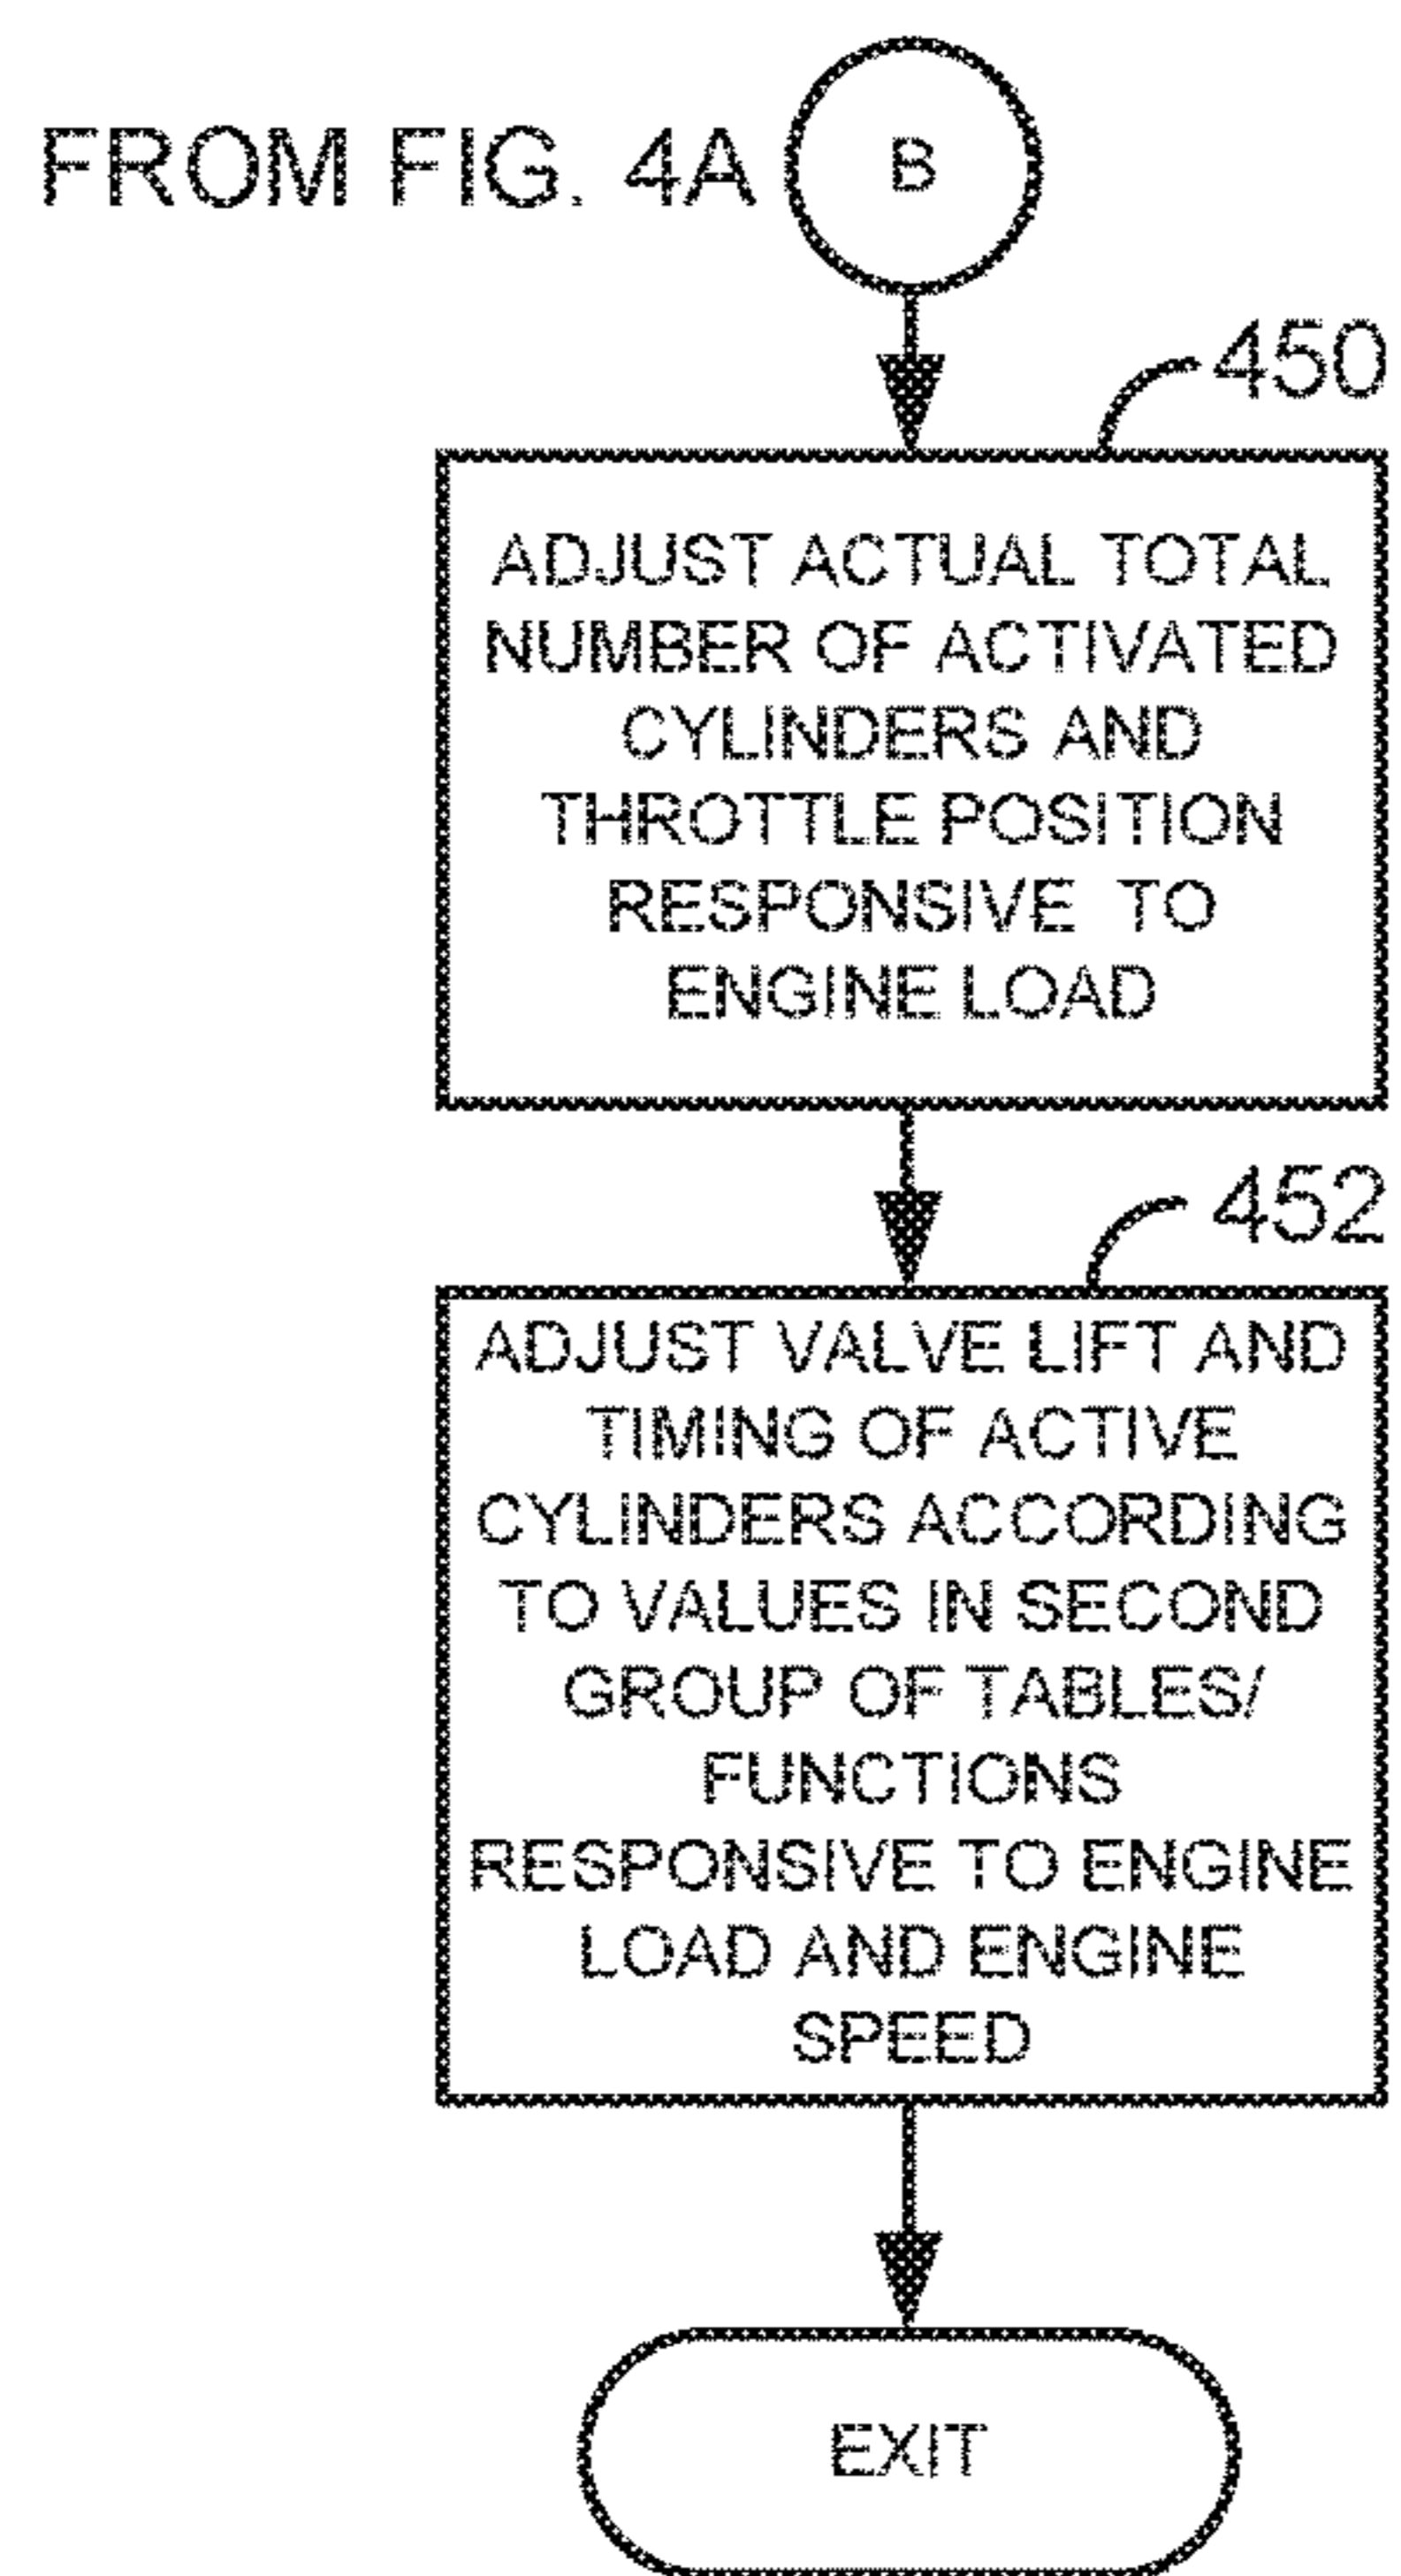 FROM FIG. 4A
B
450
ADJUST ACTUAL TOTAL
NUMBER OF ACTIVATED
CYLINDERS AND
THROTTLE POSITION
RESPONSIVE TO
ENGINE LOAD
452
ADJUST VALVE LIFT AND
TIMING OF ACTIVE
CYLINDERS ACCORDING
TO VALUES IN SECOND
GROUP OF TABLES/
FUNCTIONS
RESPONSIVE TO ENGINE
LOAD AND ENGINE
SPEED
EXIT